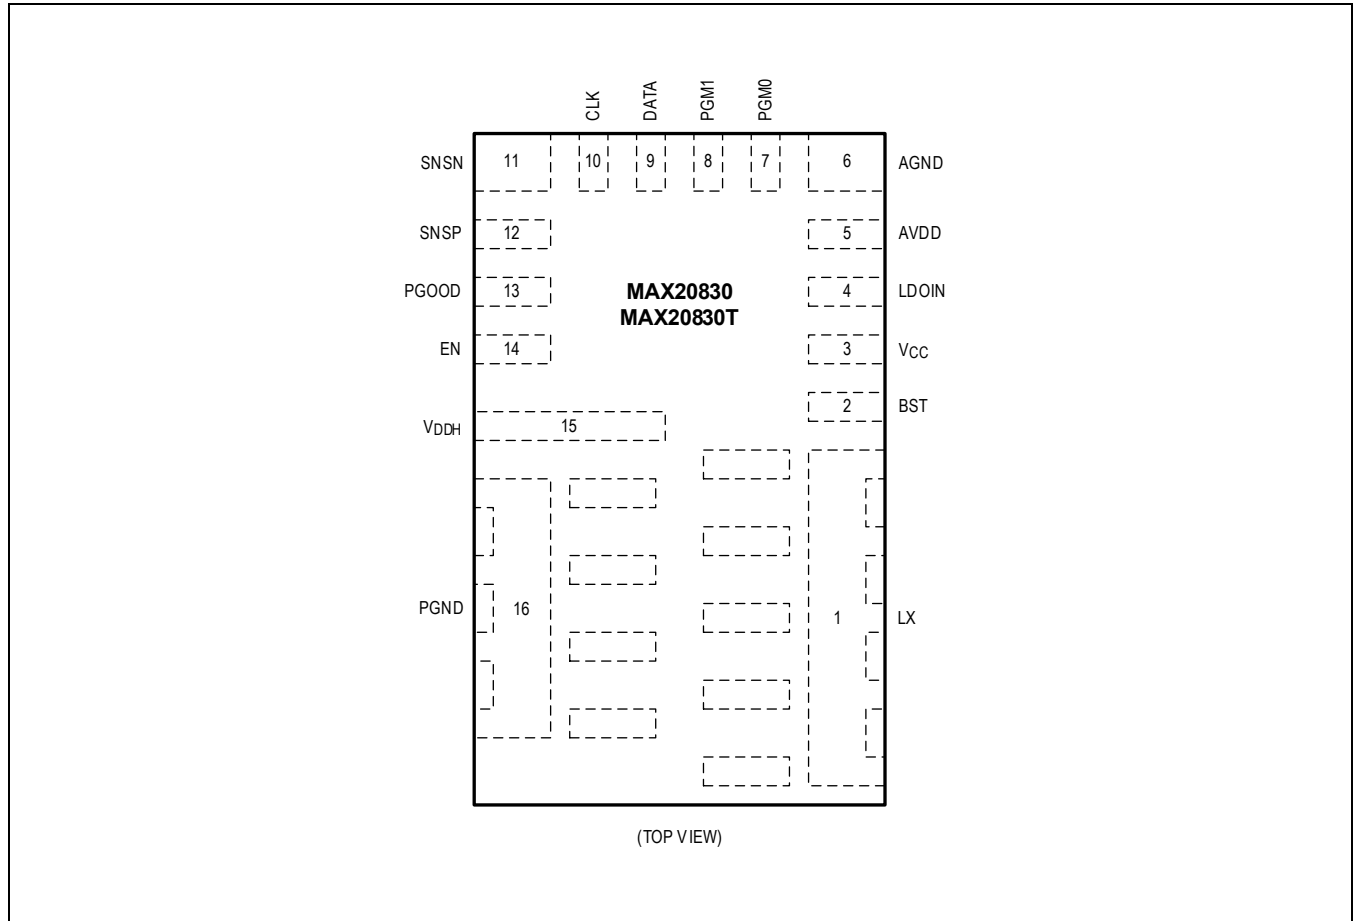 CLK
DATA
PGM1
PGM0
SNSN 11 10 9 8 7 6 AGND
SNSP 12 5 AVDD
PGOOD 13 MAX20830 4 LDOIN
MAX20830T
EN 14 3 VCC
2 BST
VDDH 15
PGND 16 1 LX
(TOP VIEW)